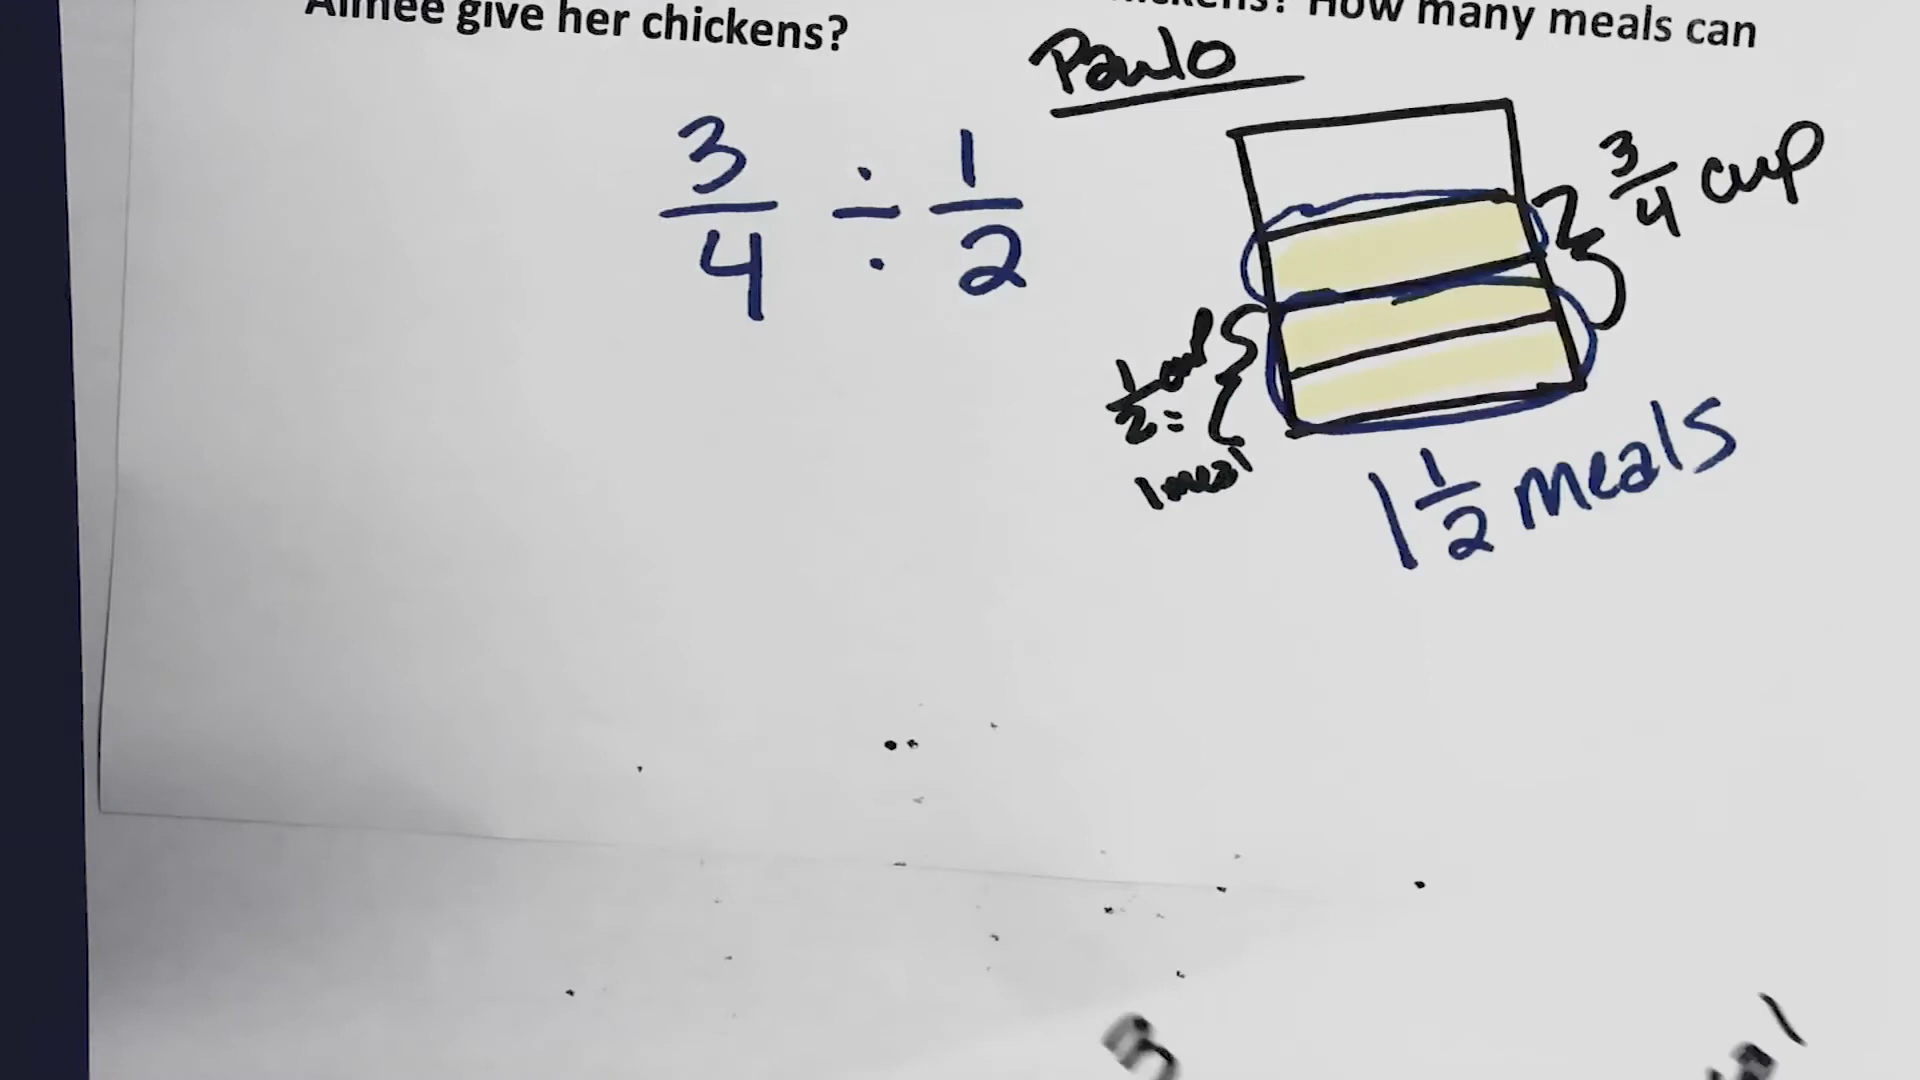 Aimee give her chickens?
How many meals can
Paulo
3/4 ÷ 1/2
3/4 cup
1/2 cup =
1 meal
1 1/2 meals